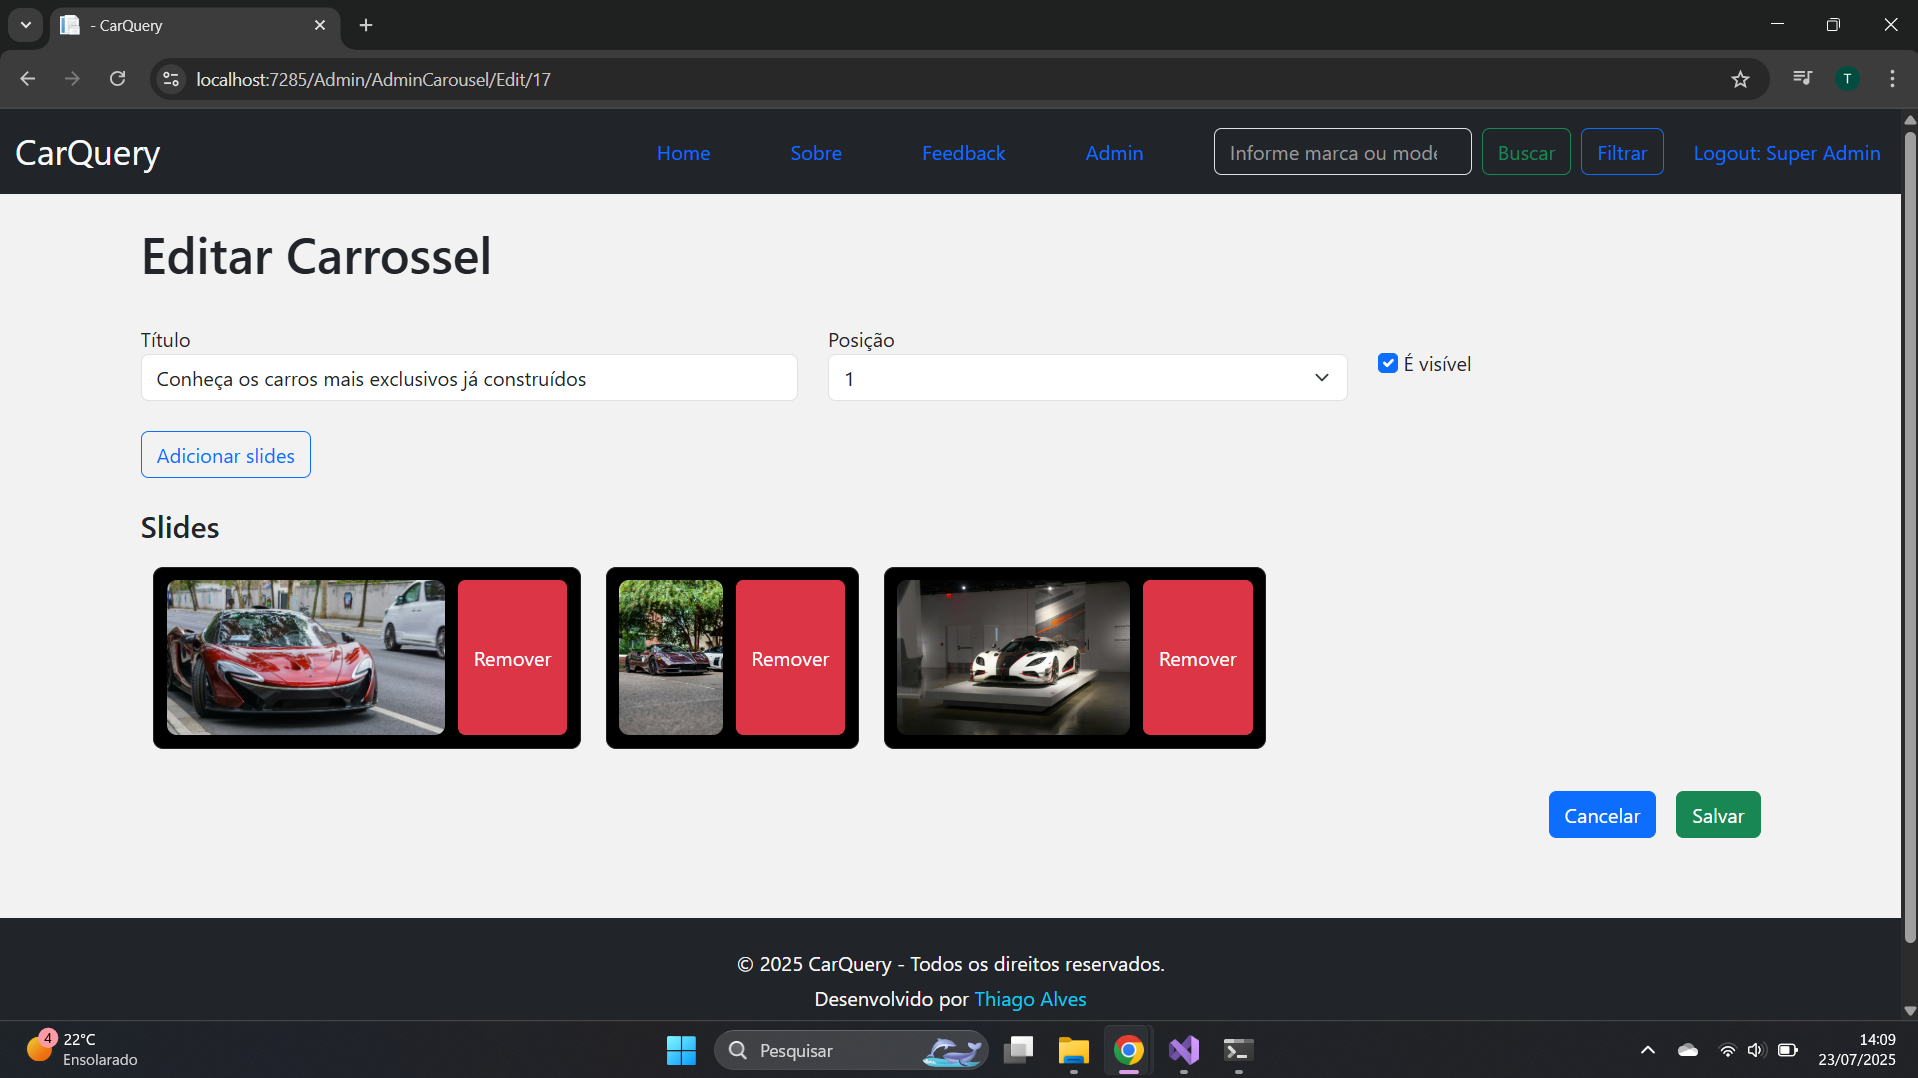 - CarQuery
localhost:7285/Admin/AdminCarousel/Edit/17
T
CarQuery
Home
Sobre
Feedback
Admin
Informe marca ou mode
Buscar
Filtrar
Logout: Super Admin
Editar Carrossel
Título
Posição
Conheça os carros mais exclusivos já construídos
1
É visível
Adicionar slides
Slides
Remover
Remover
Remover
Cancelar
Salvar
© 2025 CarQuery - Todos os direitos reservados.
Desenvolvido por Thiago Alves
4
22°C
Ensolarado
Pesquisar
14:09
23/07/2025